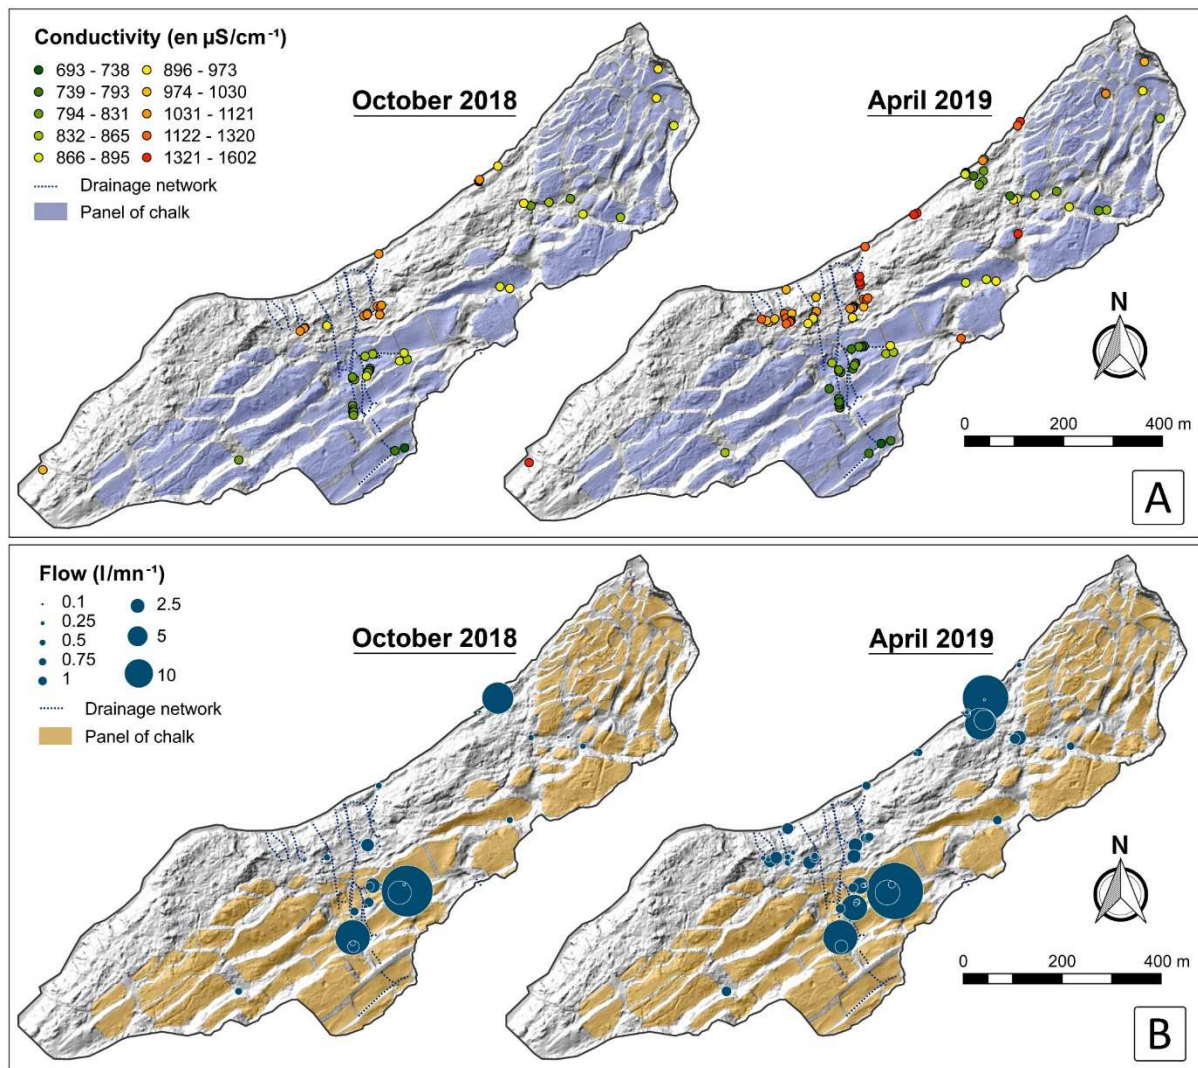 Conductivity (en µS/cm⁻¹)
693 - 738
896 - 973
739 - 793
974 - 1030
794 - 831
1031 - 1121
832 - 865
1122 - 1320
866 - 895
1321 - 1602
Drainage network
Panel of chalk
October 2018
April 2019
N
0 200 400 m
A
Flow (l/mn⁻¹)
0.1
2.5
0.25
0.5
5
0.75
1
10
Drainage network
Panel of chalk
October 2018
April 2019
N
0 200 400 m
B